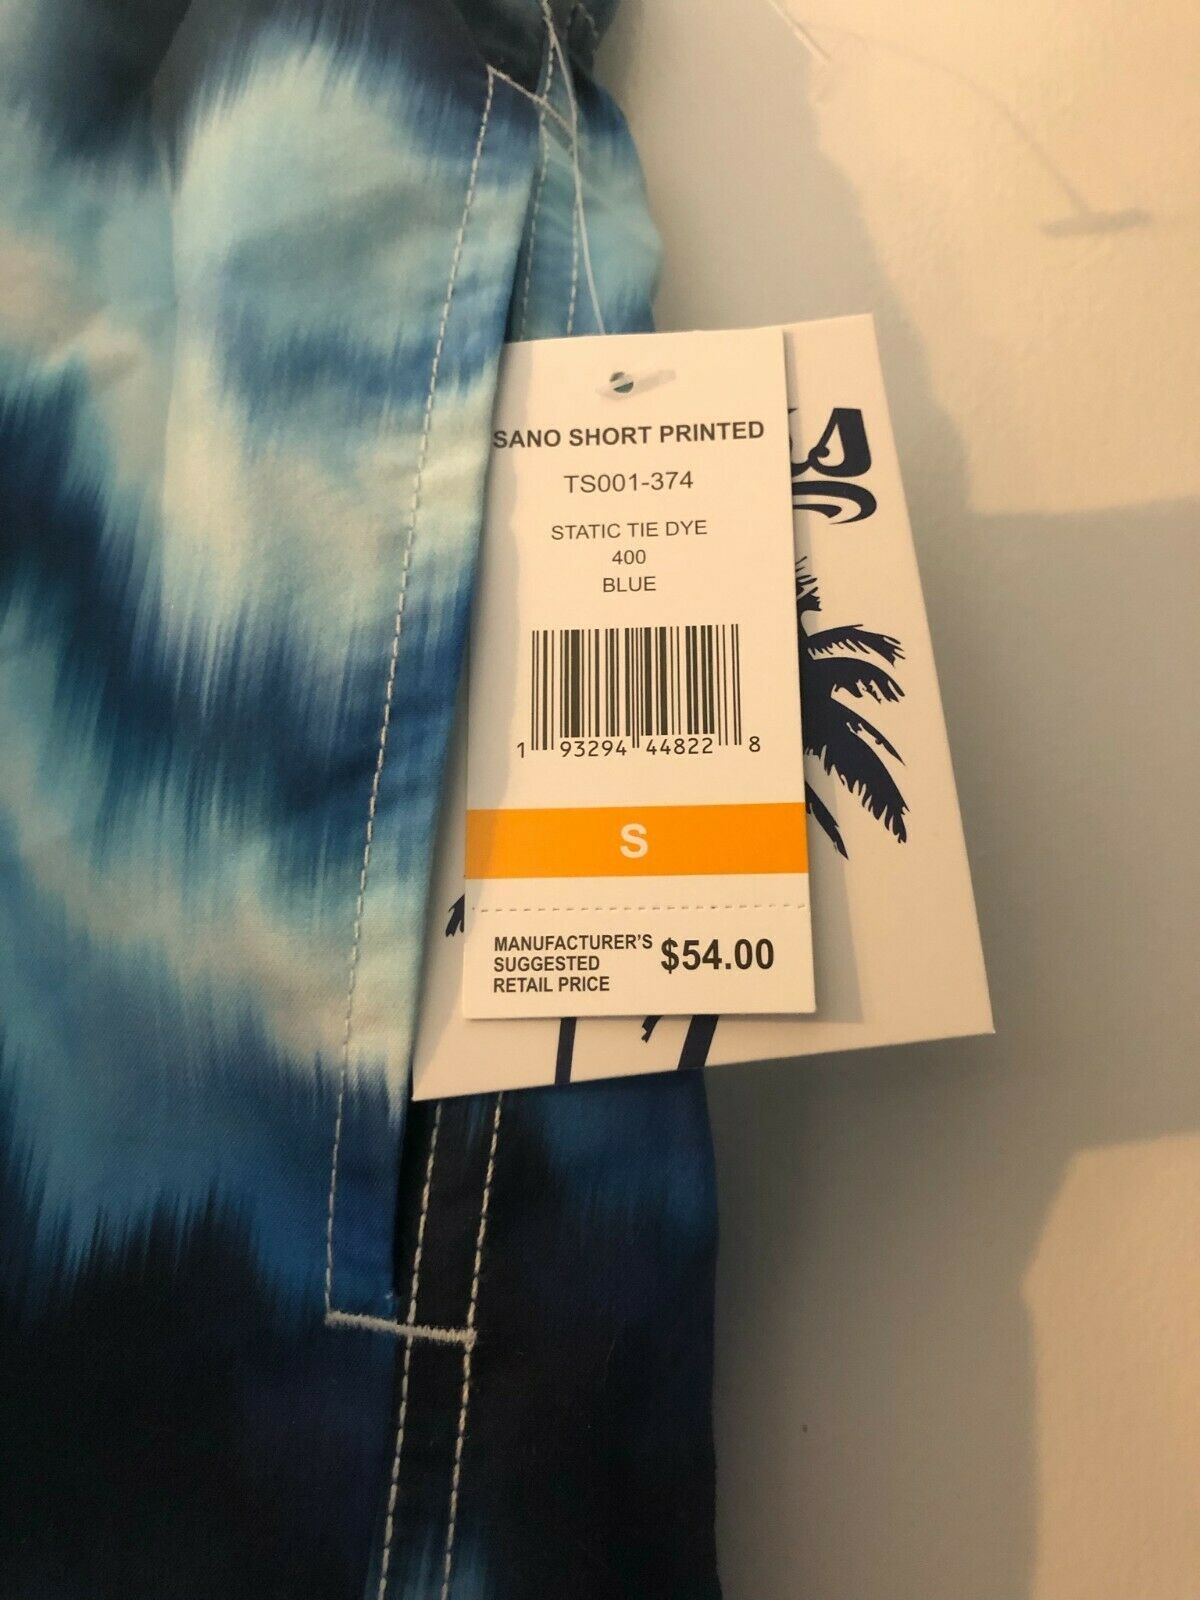 SANO SHORT PRINTED
TS001-374
STATIC TIE DYE
400
BLUE
1 93294 44822 8
S
MANUFACTURER'S
SUGGESTED
RETAIL PRICE
$54.00